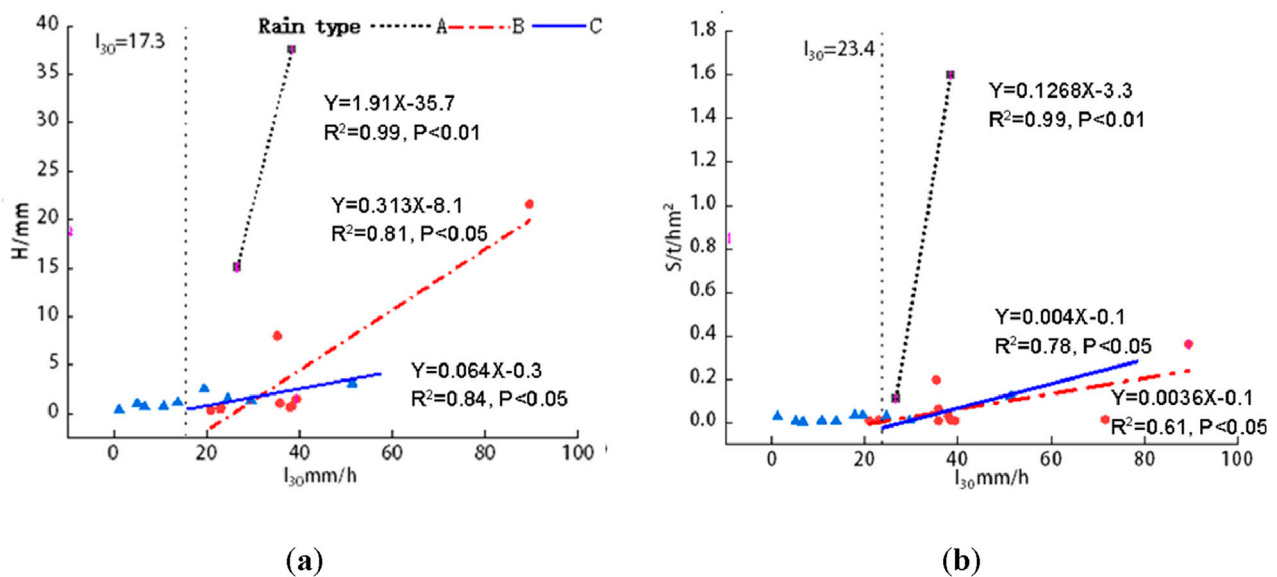 40
35
30
25
20
15
10
5
0
H/mm
I30=17.3
Rain type A B C
Y=1.91X-35.7
R2=0.99, P<0.01
Y=0.313X-8.1
R2=0.81, P<0.05
Y=0.064X-0.3
R2=0.84, P<0.05
0 20 40 60 80 100
I30mm/h
(a)
1.8
1.6
1.4
1.2
1.0
0.8
0.6
0.4
0.2
0.0
S/t/hm2
I30=23.4
Y=0.1268X-3.3
R2=0.99, P<0.01
Y=0.004X-0.1
R2=0.78, P<0.05
Y=0.0036X-0.1
R2=0.61, P<0.05
0 20 40 60 80 100
I30mm/h
(b)